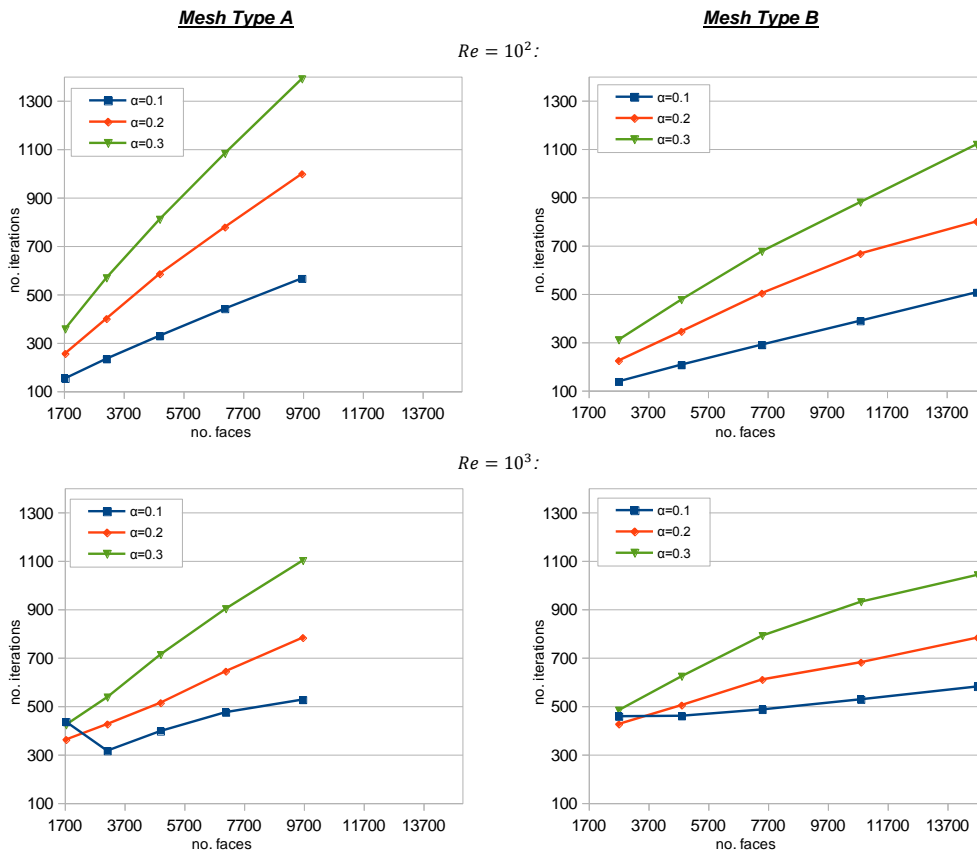 Mesh Type A
Mesh Type B
Re = 10²:
1300
1100
900
700
500
300
100
no. iterations
α=0.1
α=0.2
α=0.3
1700 3700 5700 7700 9700 11700 13700
no. faces
1300
1100
900
700
500
300
100
no. iterations
α=0.1
α=0.2
α=0.3
1700 3700 5700 7700 9700 11700 13700
no. faces
Re = 10³:
1300
1100
900
700
500
300
100
no. iterations
α=0.1
α=0.2
α=0.3
1700 3700 5700 7700 9700 11700 13700
no. faces
1300
1100
900
700
500
300
100
no. iterations
α=0.1
α=0.2
α=0.3
1700 3700 5700 7700 9700 11700 13700
no. faces